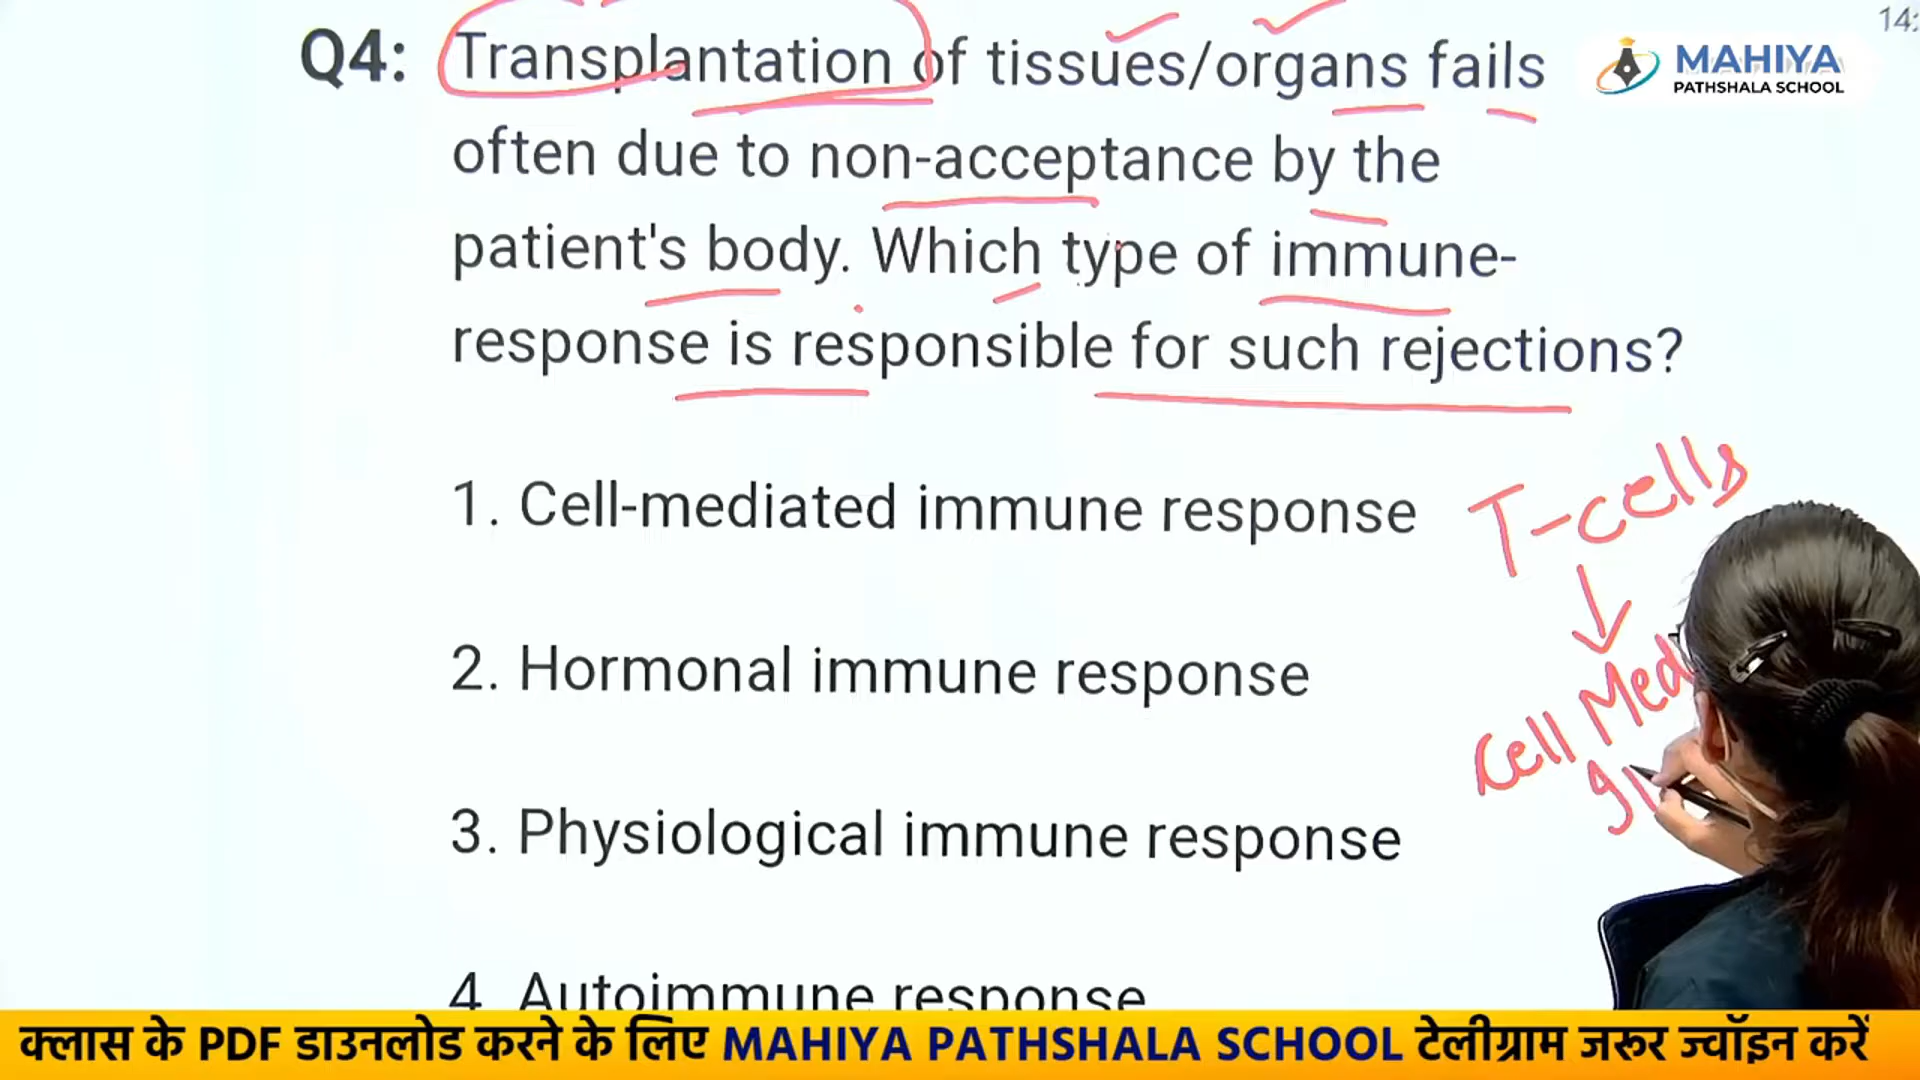 14:
MAHIYA
PATHSHALA SCHOOL
Q4: Transplantation of tissues/organs fails
often due to non-acceptance by the
patient's body. Which type of immune-
response is responsible for such rejections?
1. Cell-mediated immune response
T-cells
2. Hormonal immune response
Cell Med
3. Physiological immune response
4. Autoimmune response
क्लास के PDF डाउनलोड करने के लिए MAHIYA PATHSHALA SCHOOL टेलीग्राम जरूर ज्वॉइन करें